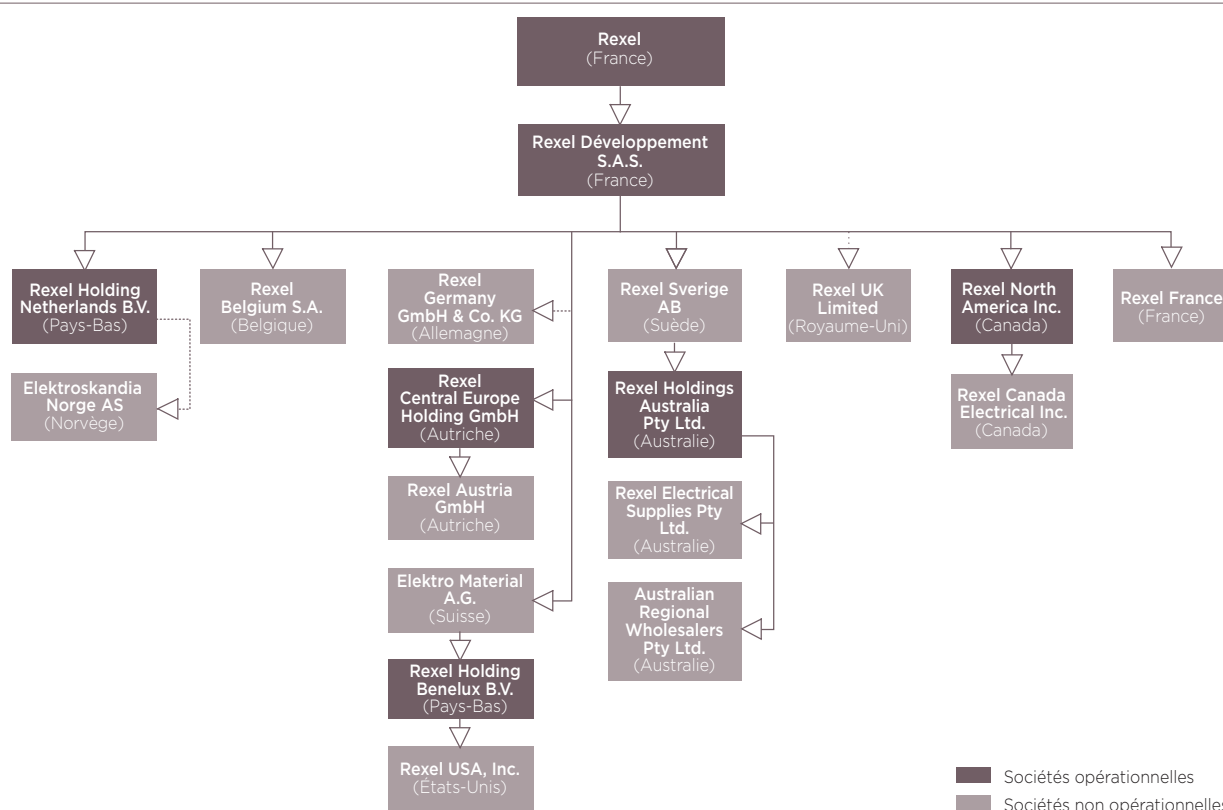 Rexel
(France)
Rexel Développement
S.A.S.
(France)
Rexel Holding
Netherlands B.V.
(Pays-Bas)
Rexel
Belgium S.A.
(Belgique)
Rexel
Germany
GmbH & Co. KG
(Allemagne)
Rexel Sverige
AB
(Suède)
Rexel UK
Limited
(Royaume-Uni)
Rexel North
America Inc.
(Canada)
Rexel France
(France)
Elektroskandia
Norge AS
(Norvège)
Rexel
Central Europe
Holding GmbH
(Autriche)
Rexel Holdings
Australia
Pty Ltd.
(Australie)
Rexel Canada
Electrical Inc.
(Canada)
Rexel Austria
GmbH
(Autriche)
Rexel Electrical
Supplies Pty
Ltd.
(Australie)
Elektro Material
A.G.
(Suisse)
Australian
Regional
Wholesalers
Pty Ltd.
(Australie)
Rexel Holding
Benelux B.V.
(Pays-Bas)
Rexel USA, Inc.
(États-Unis)
Sociétés opérationnelles
Sociétés non opérationnelles